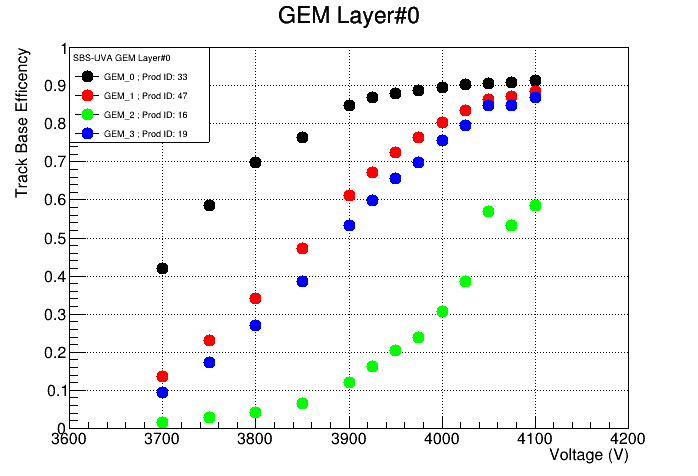 GEM Layer#0
Track Base Efficency
1
0.9
0.8
0.7
0.6
0.5
0.4
0.3
0.2
0.1
0
SBS-UVA GEM Layer#0
GEM_0 ; Prod ID: 33
GEM_1 ; Prod ID: 47
GEM_2 ; Prod ID: 16
GEM_3 ; Prod ID: 19
3600 3700 3800 3900 4000 4100 4200
Voltage (V)